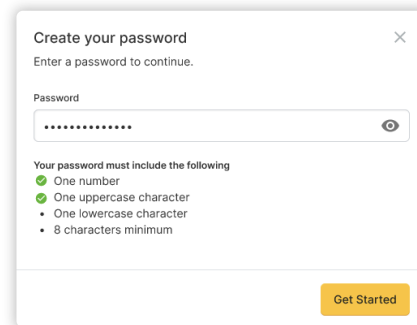 Create your password
Enter a password to continue.
Password
••••••••••••••
Your password must include the following
One number
One uppercase character
• One lowercase character
• 8 characters minimum
Get Started